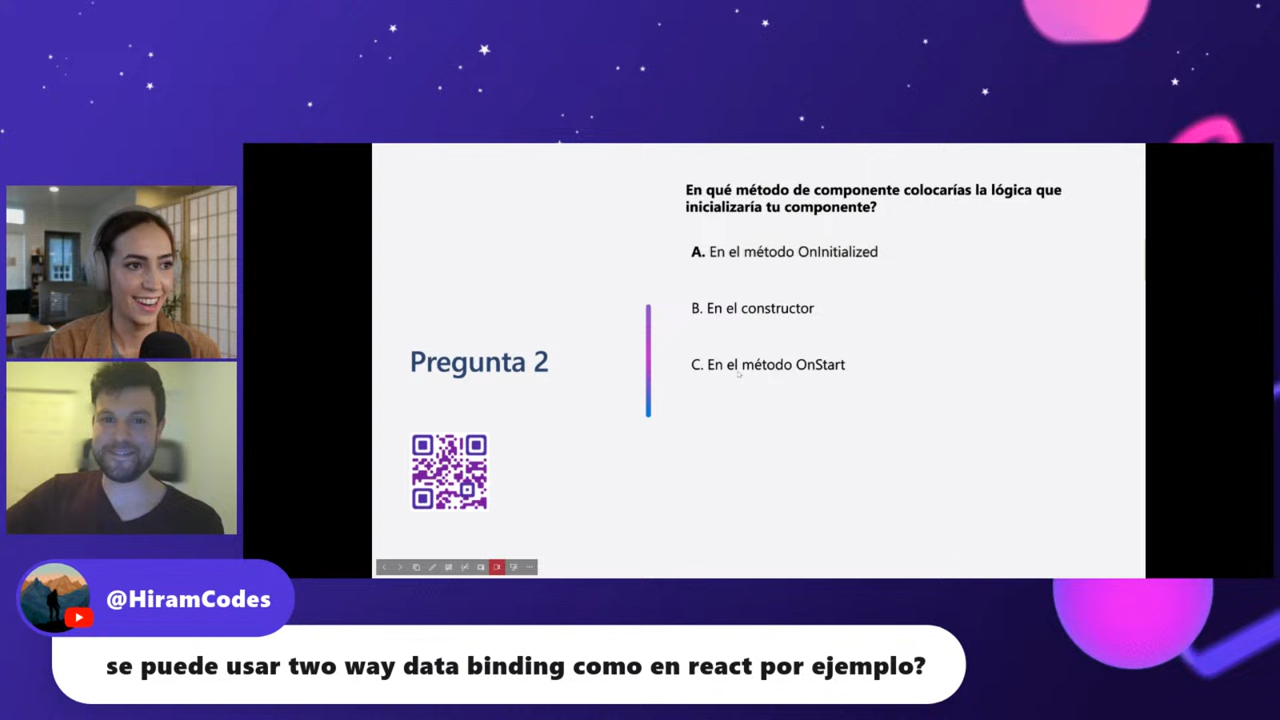 En qué método de componente colocarías la lógica que
inicializaría tu componente?
A. En el método OnInitialized
B. En el constructor
C. En el método OnStart
Pregunta 2
@HiramCodes
se puede usar two way data binding como en react por ejemplo?